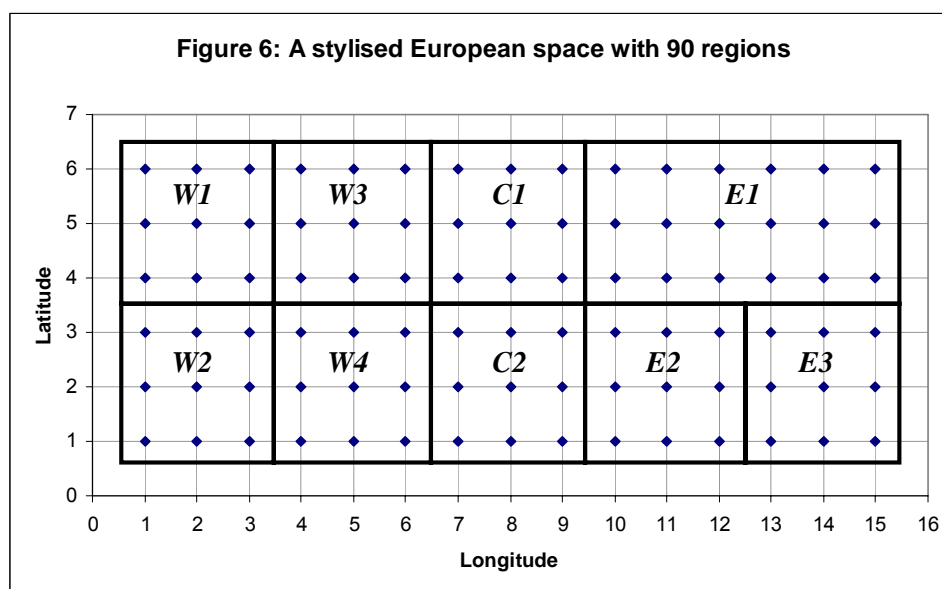 Figure 6: A stylised European space with 90 regions
7
6
5
4
3
2
1
0
Latitude
W1 W3 C1 E1
W2 W4 C2 E2 E3
0 1 2 3 4 5 6 7 8 9 10 11 12 13 14 15 16
Longitude